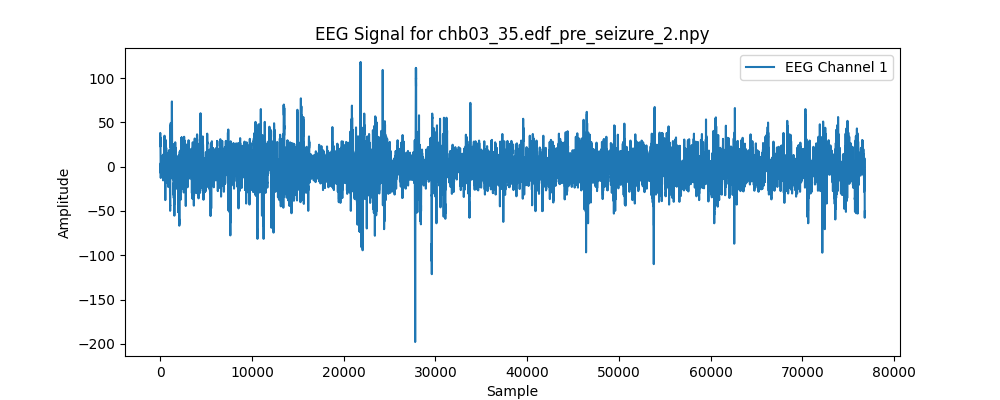 EEG Signal for chb03_35.edf_pre_seizure_2.npy
EEG Channel 1
100
50
0
−50
−100
−150
−200
Amplitude
0 10000 20000 30000 40000 50000 60000 70000 80000
Sample